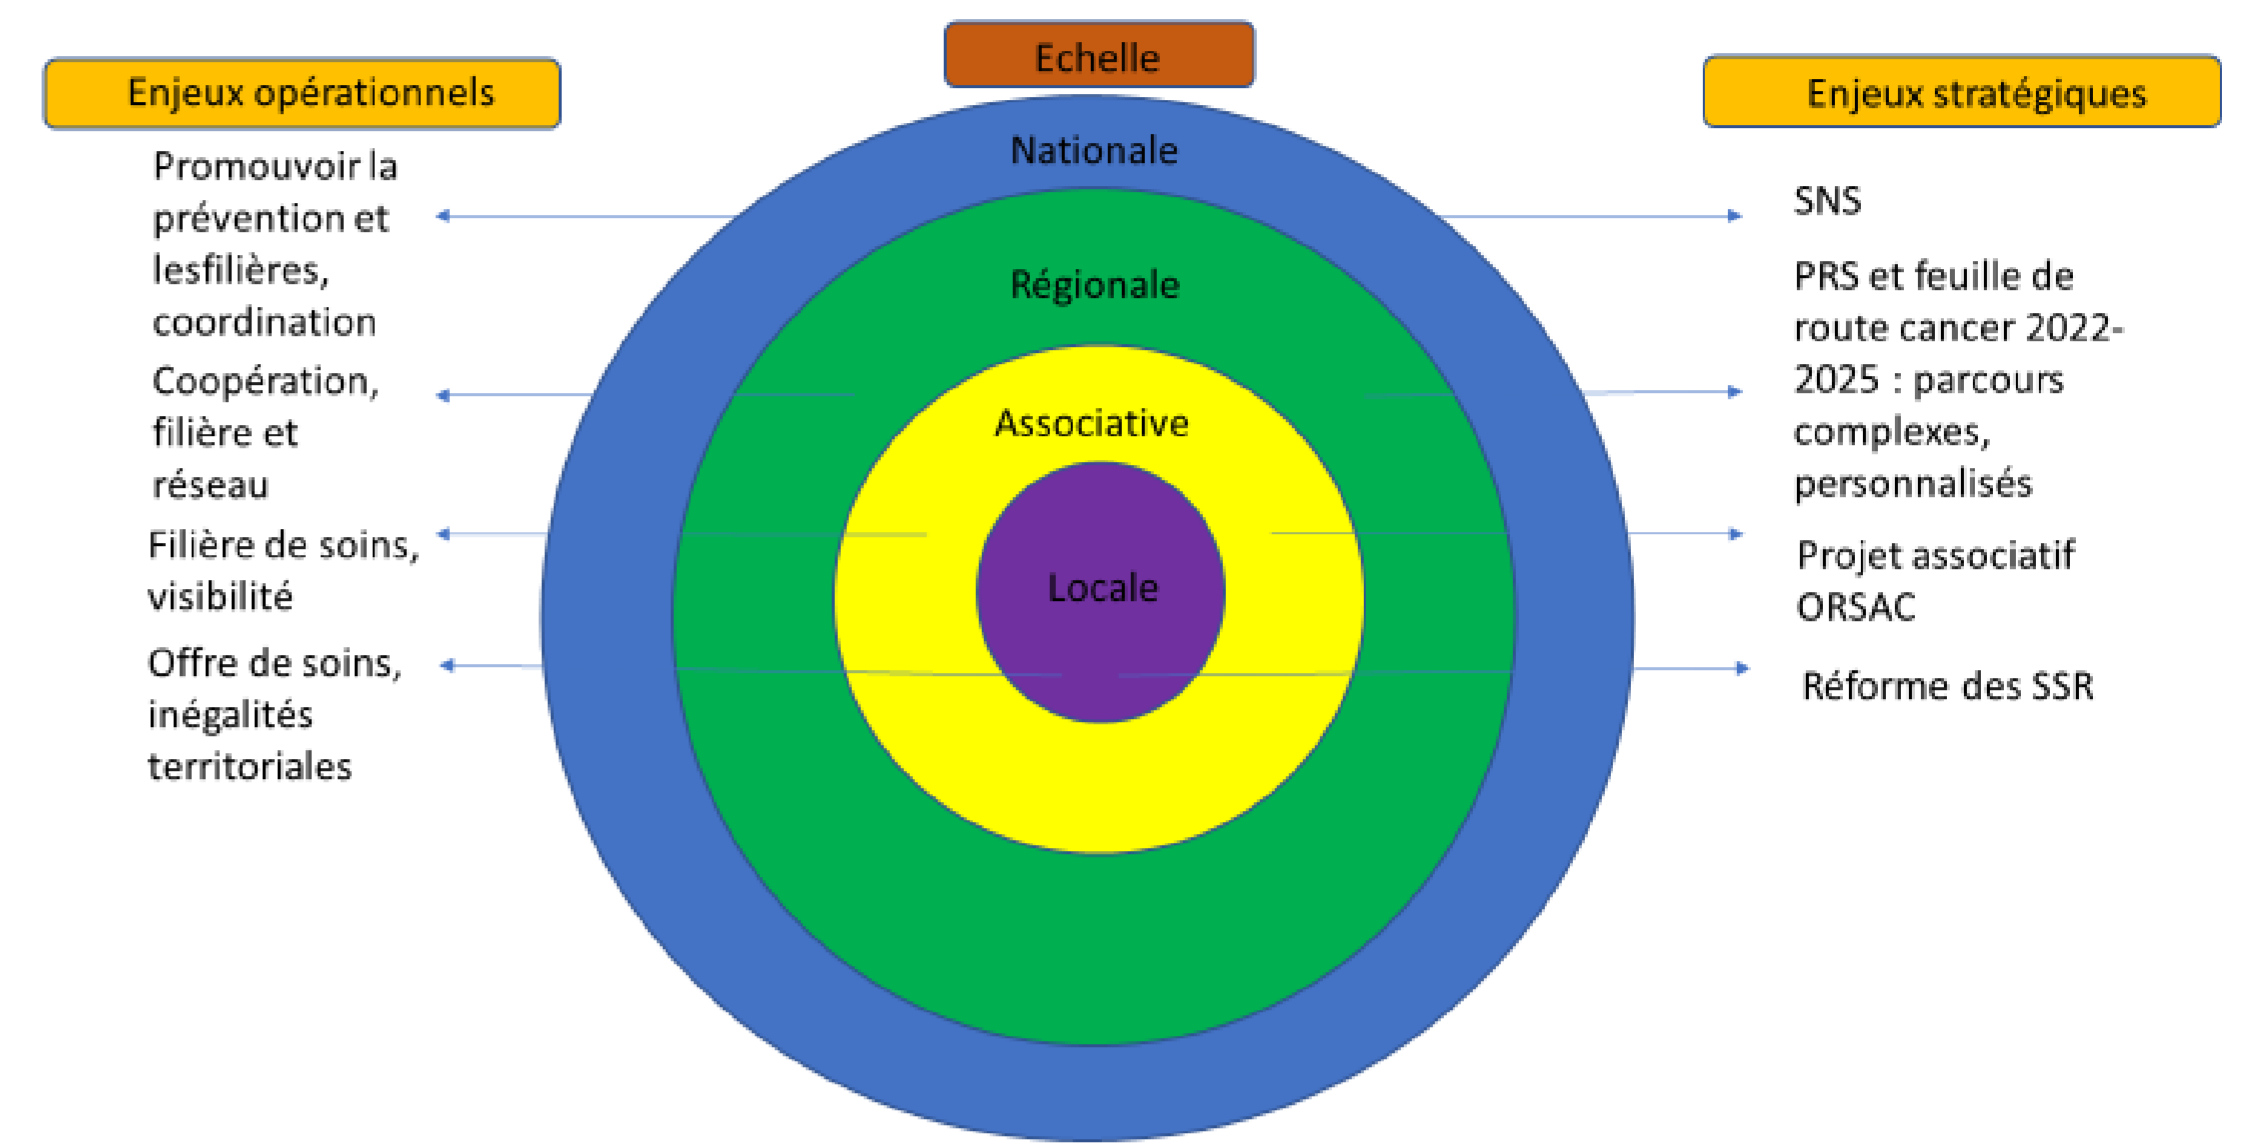 Echelle
Enjeux opérationnels
Promouvoir la
prévention et
lesfilières,
coordination
Coopération,
filière et
réseau
Filière de soins,
visibilité
Offre de soins,
inégalités
territoriales
Nationale
Régionale
Associative
Locale
Enjeux stratégiques
SNS
PRS et feuille de
route cancer 2022-
2025 : parcours
complexes,
personnalisés
Projet associatif
ORSAC
Réforme des SSR